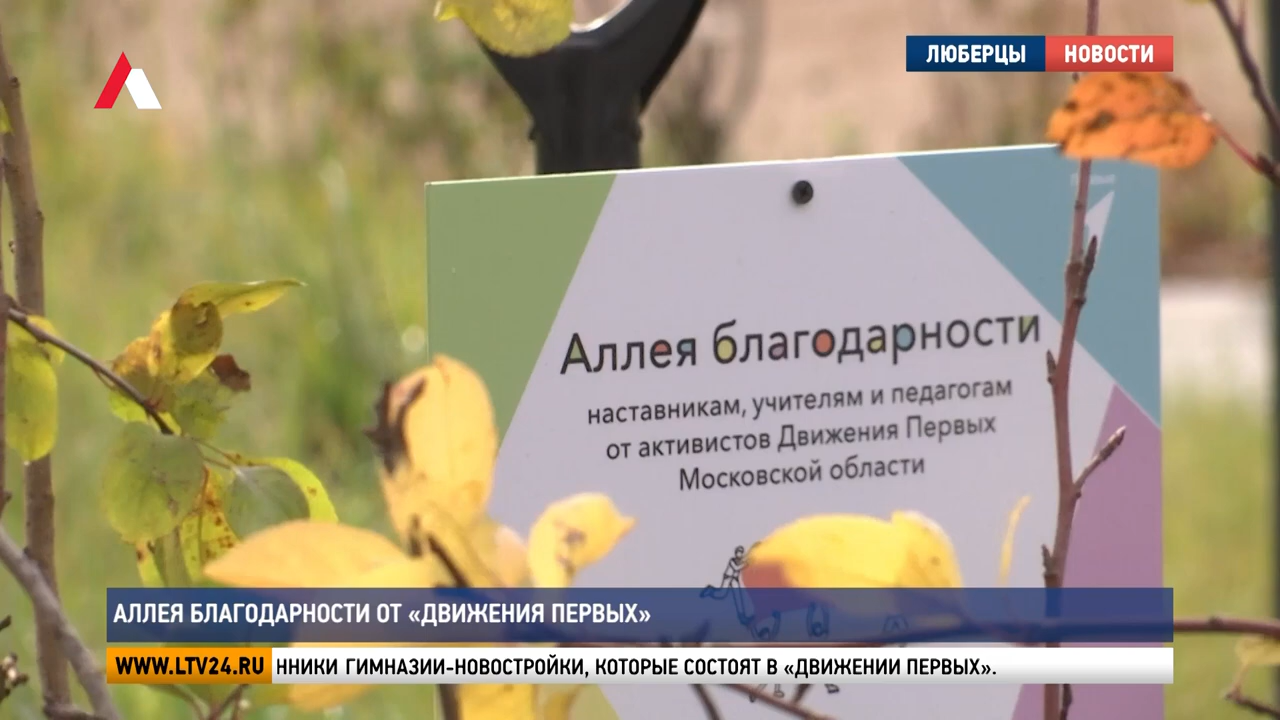 ЛЮБЕРЦЫ НОВОСТИ
Аллея благодарности
наставникам, учителям и педагогам
от активистов Движения Первых
Московской области
АЛЛЕЯ БЛАГОДАРНОСТИ ОТ «ДВИЖЕНИЯ ПЕРВЫХ»
WWW.LTV24.RU ННИКИ ГИМНАЗИИ-НОВОСТРОЙКИ, КОТОРЫЕ СОСТОЯТ В «ДВИЖЕНИИ ПЕРВЫХ».